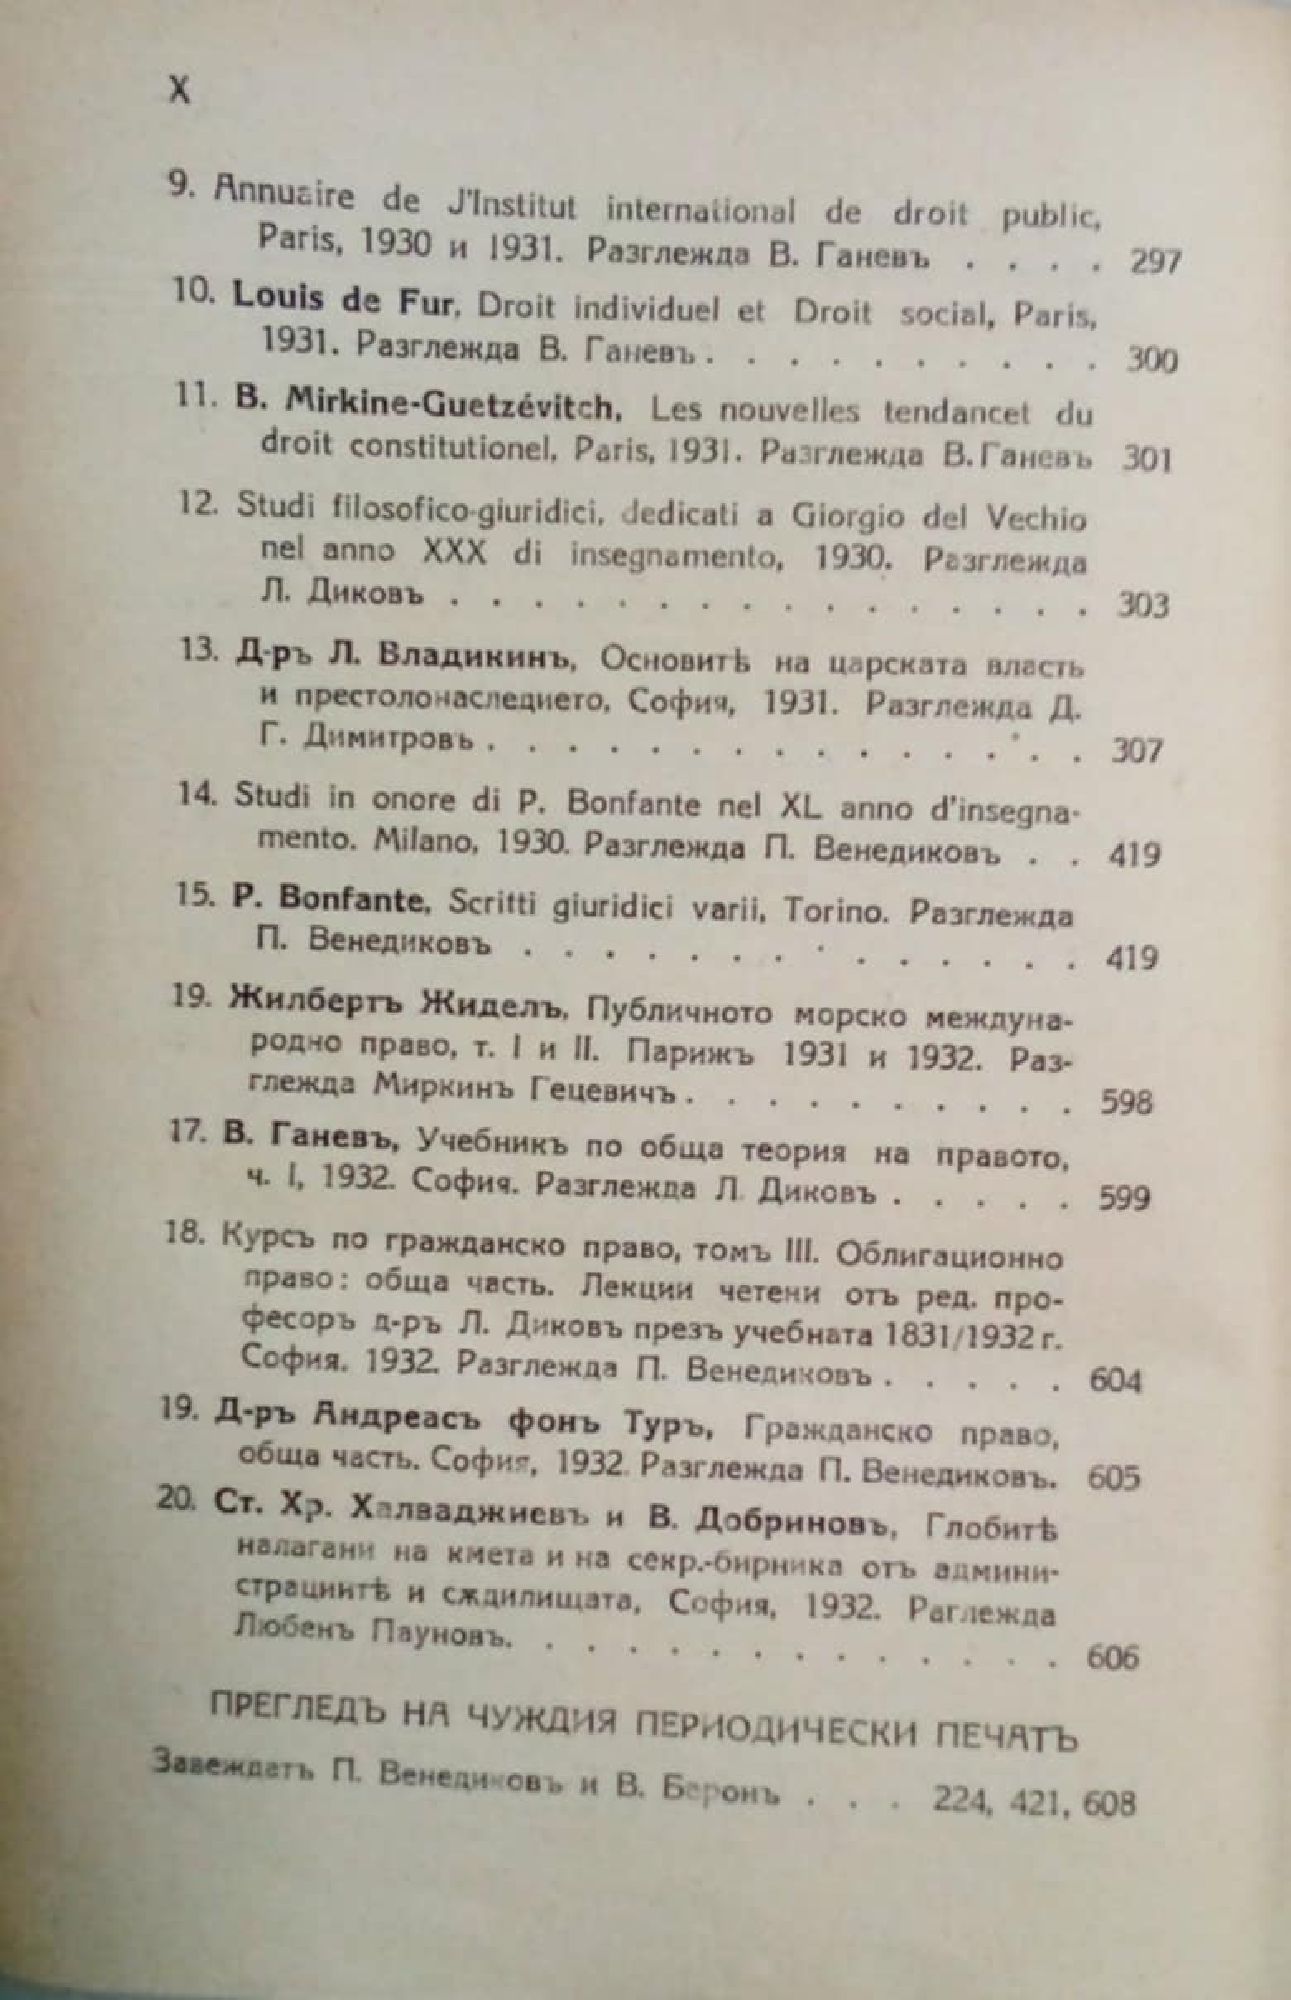 X
9. Annuaire de J'Institut international de droit public,
Paris, 1930 и 1931. Разглежда В. Ганевъ . . . . 297
10. Louis de Fur, Droit individuel et Droit social, Paris,
1931. Разглежда В. Ганевъ . . . . . . . . . . 300
11. B. Mirkine-Guetzévitch, Les nouvelles tendancet du
droit constitutionel, Paris, 1931. Разглежда В. Ганевъ 301
12. Studi filosofico-giuridici, dedicati a Giorgio del Vechio
nel anno XXX di insegnamento, 1930. Разглежда
Л. Диковъ . . . . . . . . . . . . . . . . 303
13. Д-ръ Л. Владикинъ, Основитѣ на царската власть
и престолонаследието, София, 1931. Разглежда Д.
Г. Димитровъ . . . . . . . . . . . . . . . 307
14. Studi in onore di P. Bonfante nel XL anno d'insegna-
mento. Milano, 1930. Разглежда П. Венедиковъ . . 419
15. P. Bonfante, Scritti giuridici varii, Torino. Разглежда
П. Венедиковъ . . . . . . . . . . . . . . 419
19. Жилбертъ Жиделъ, Публичното морско междуна-
родно право, т. I и II. Парижъ 1931 и 1932. Раз-
глежда Миркинъ Гецевичъ . . . . . . . . . . 598
17. В. Ганевъ, Учебникъ по обща теория на правото,
ч. I, 1932. София. Разглежда Л. Диковъ . . . . . 599
18. Курсъ по гражданско право, томъ III. Облигационно
право: обща часть. Лекции четени отъ ред. про-
фесоръ д-ръ Л. Диковъ презъ учебната 1831/1932 г.
София. 1932. Разглежда П. Венедиковъ . . . . . 604
19. Д-ръ Андреасъ фонъ Туръ, Гражданско право,
обща часть. София, 1932. Разглежда П. Венедиковъ. 605
20. Ст. Хр. Халваджиевъ и В. Добриновъ, Глобитѣ
налагани на кмета и на секр.-бирника отъ админи-
страциитѣ и сѫдилищата, София, 1932. Раглежда
Любенъ Пауновъ. . . . . . . . . . . . . . 606
ПРЕГЛЕДЪ НА ЧУЖДИЯ ПЕРИОДИЧЕСКИ ПЕЧАТЪ
Завеждатъ П. Венедиковъ и В. Беронъ . . . 224, 421, 608